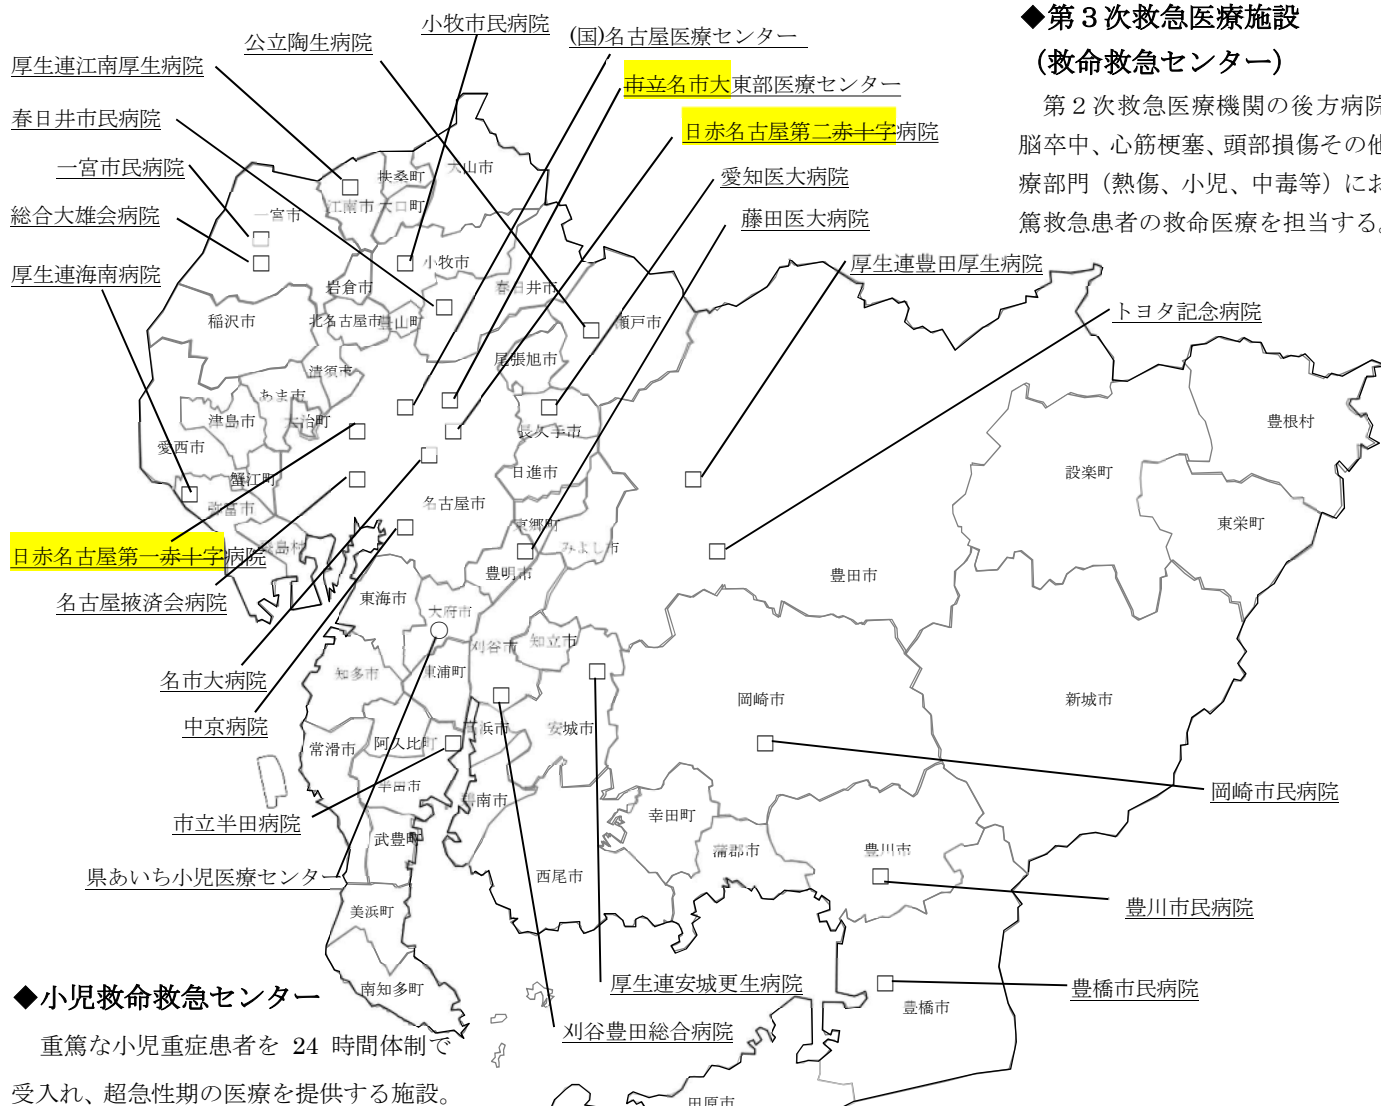 ◆第3次救急医療施設
（救命救急センター）
第2次救急医療機関の後方病院
脳卒中、心筋梗塞、頭部損傷その他
療部門（熱傷、小児、中毒等）にお
篤救急患者の救命医療を担当する。
小牧市民病院
(国)名古屋医療センター
公立陶生病院
厚生連江南厚生病院
市立名市大東部医療センター
春日井市民病院
日赤名古屋第二赤十字病院
一宮市民病院
愛知医大病院
総合大雄会病院
藤田医大病院
厚生連海南病院
厚生連豊田厚生病院
トヨタ記念病院
犬山市
扶桑町
江南市
大口町
一宮市
小牧市
岩倉市
春日井市
稲沢市
北名古屋市
豊山町
瀬戸市
尾張旭市
清須市
あま市
津島市
大治町
長久手市
愛西市
日進市
蟹江町
弥富市
名古屋市
東郷町
飛島村
みよし市
豊明市
豊根村
設楽町
東栄町
豊田市
日赤名古屋第一赤十字病院
名古屋掖済会病院
東海市
大府市
刈谷市
知立市
知多市
東浦町
名市大病院
中京病院
岡崎市
新城市
高浜市
安城市
常滑市
阿久比町
半田市
碧南市
市立半田病院
武豊町
幸田町
蒲郡市
豊川市
岡崎市民病院
県あいち小児医療センター
西尾市
美浜町
豊川市民病院
南知多町
厚生連安城更生病院
豊橋市民病院
豊橋市
刈谷豊田総合病院
田原市
◆小児救命救急センター
重篤な小児重症患者を 24 時間体制で
受入れ、超急性期の医療を提供する施設。